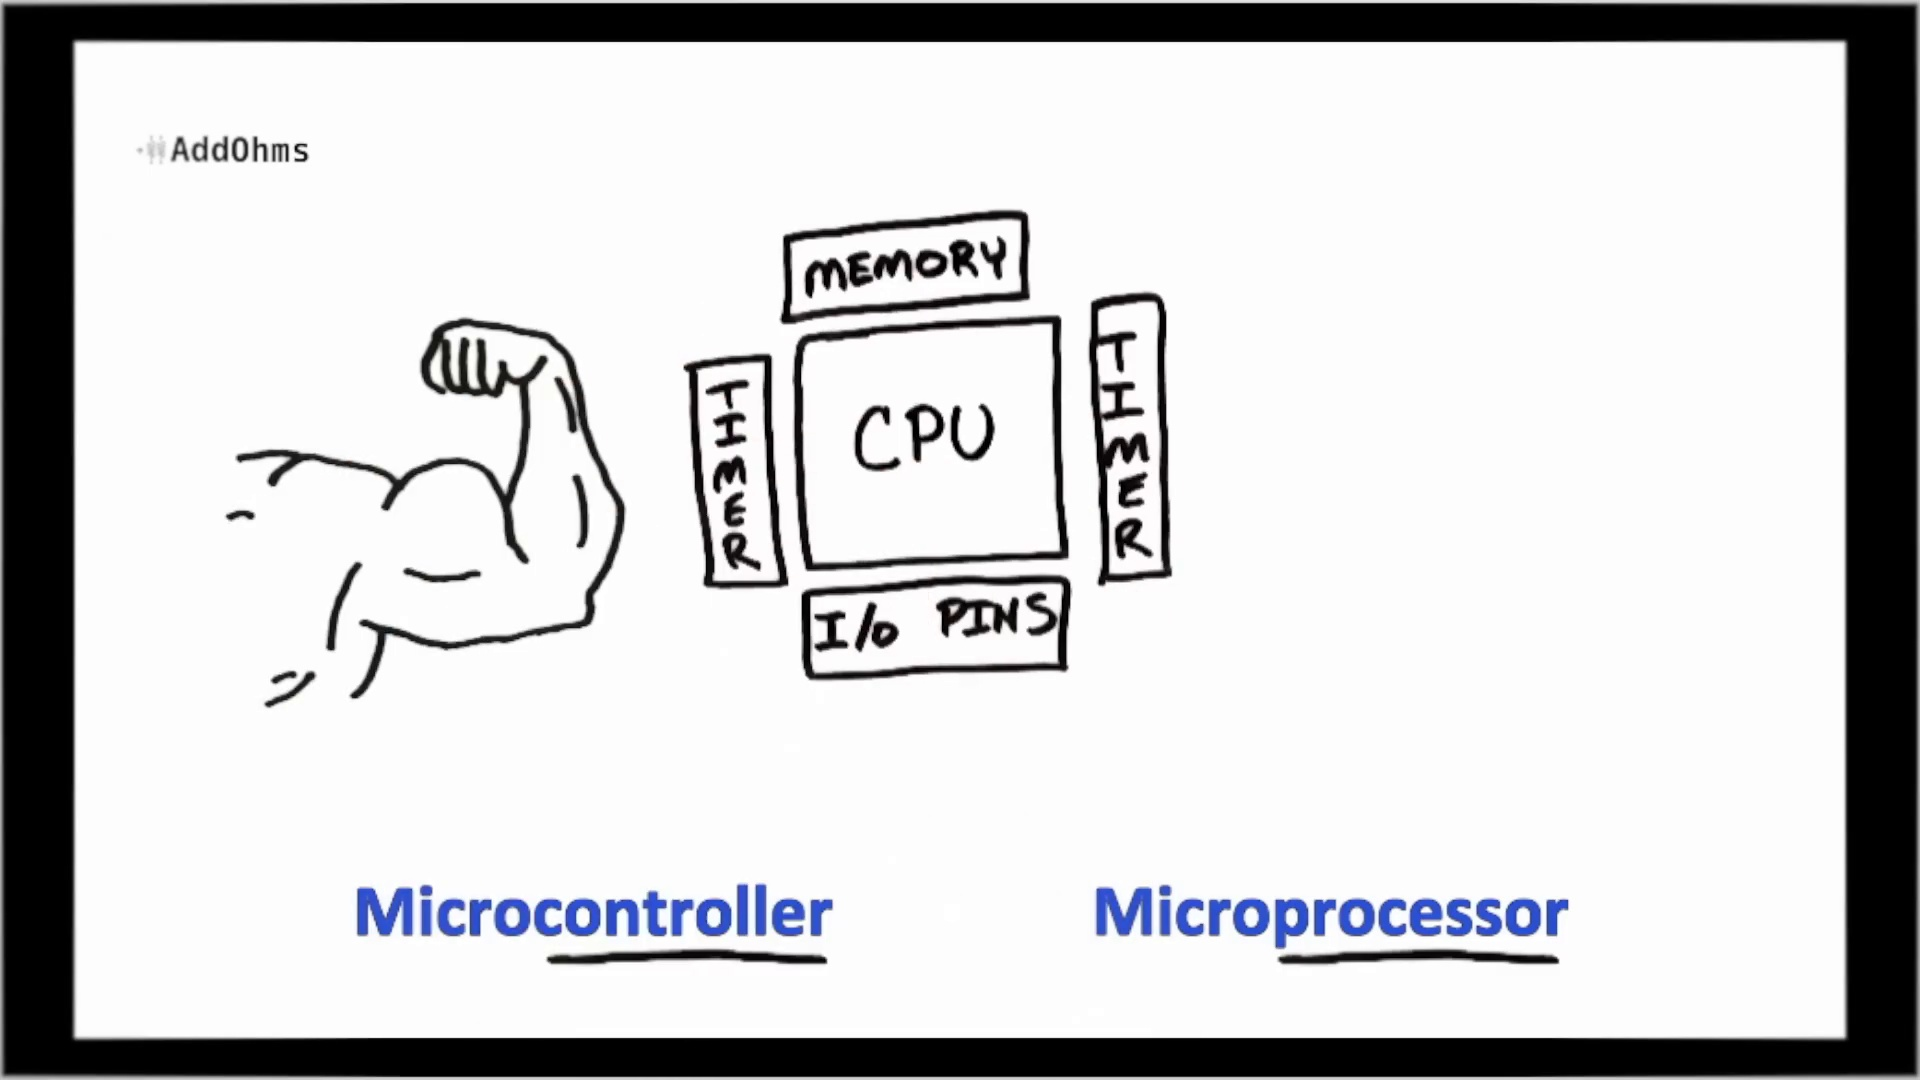 AddOhms
MEMORY
TIMER
CPU
TIMER
I/O PINS
Microcontroller
Microprocessor